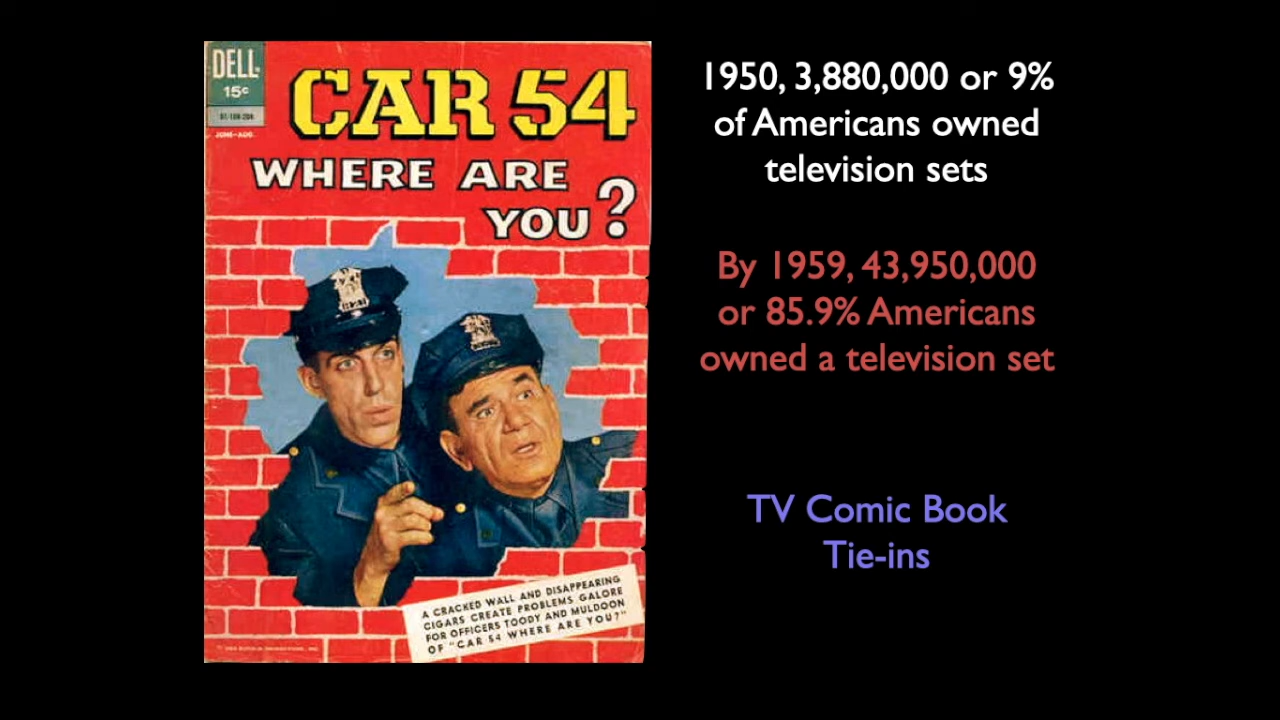 DELL
15¢
JUNE-AUG.
CAR 54
WHERE ARE
YOU?
A CRACKED WALL AND DISAPPEARING
CIGARS CREATE PROBLEMS GALORE
FOR OFFICERS TOODY AND MULDOON
OF "CAR 54 WHERE ARE YOU?"
1950, 3,880,000 or 9%
of Americans owned
television sets
By 1959, 43,950,000
or 85.9% Americans
owned a television set
TV Comic Book
Tie-ins